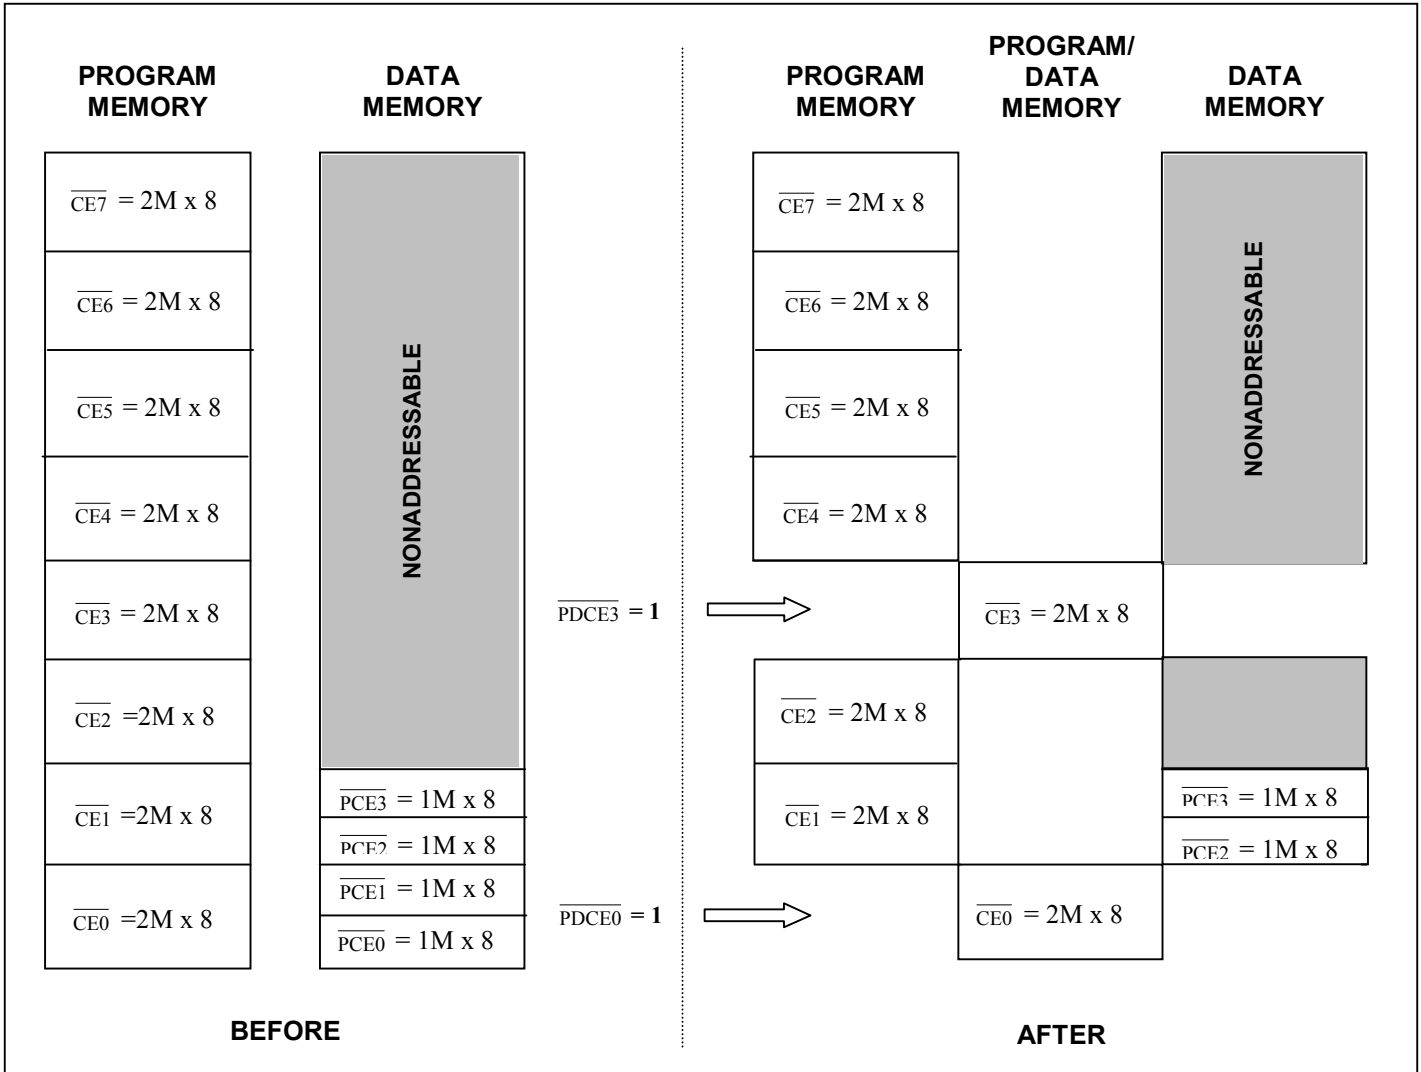 PROGRAM
MEMORY
DATA
MEMORY
CE7 = 2M x 8
CE6 = 2M x 8
CE5 = 2M x 8
CE4 = 2M x 8
CE3 = 2M x 8
CE2 =2M x 8
CE1 =2M x 8
CE0 =2M x 8
NONADDRESSABLE
PCE3 = 1M x 8
PCE2 = 1M x 8
PCE1 = 1M x 8
PCE0 = 1M x 8
BEFORE
PDCE3 = 1
PDCE0 = 1
PROGRAM
MEMORY
PROGRAM/
DATA
MEMORY
DATA
MEMORY
CE7 = 2M x 8
CE6 = 2M x 8
CE5 = 2M x 8
CE4 = 2M x 8
CE3 = 2M x 8
CE2 = 2M x 8
CE1 = 2M x 8
CE0 = 2M x 8
NONADDRESSABLE
PCE3 = 1M x 8
PCE2 = 1M x 8
AFTER